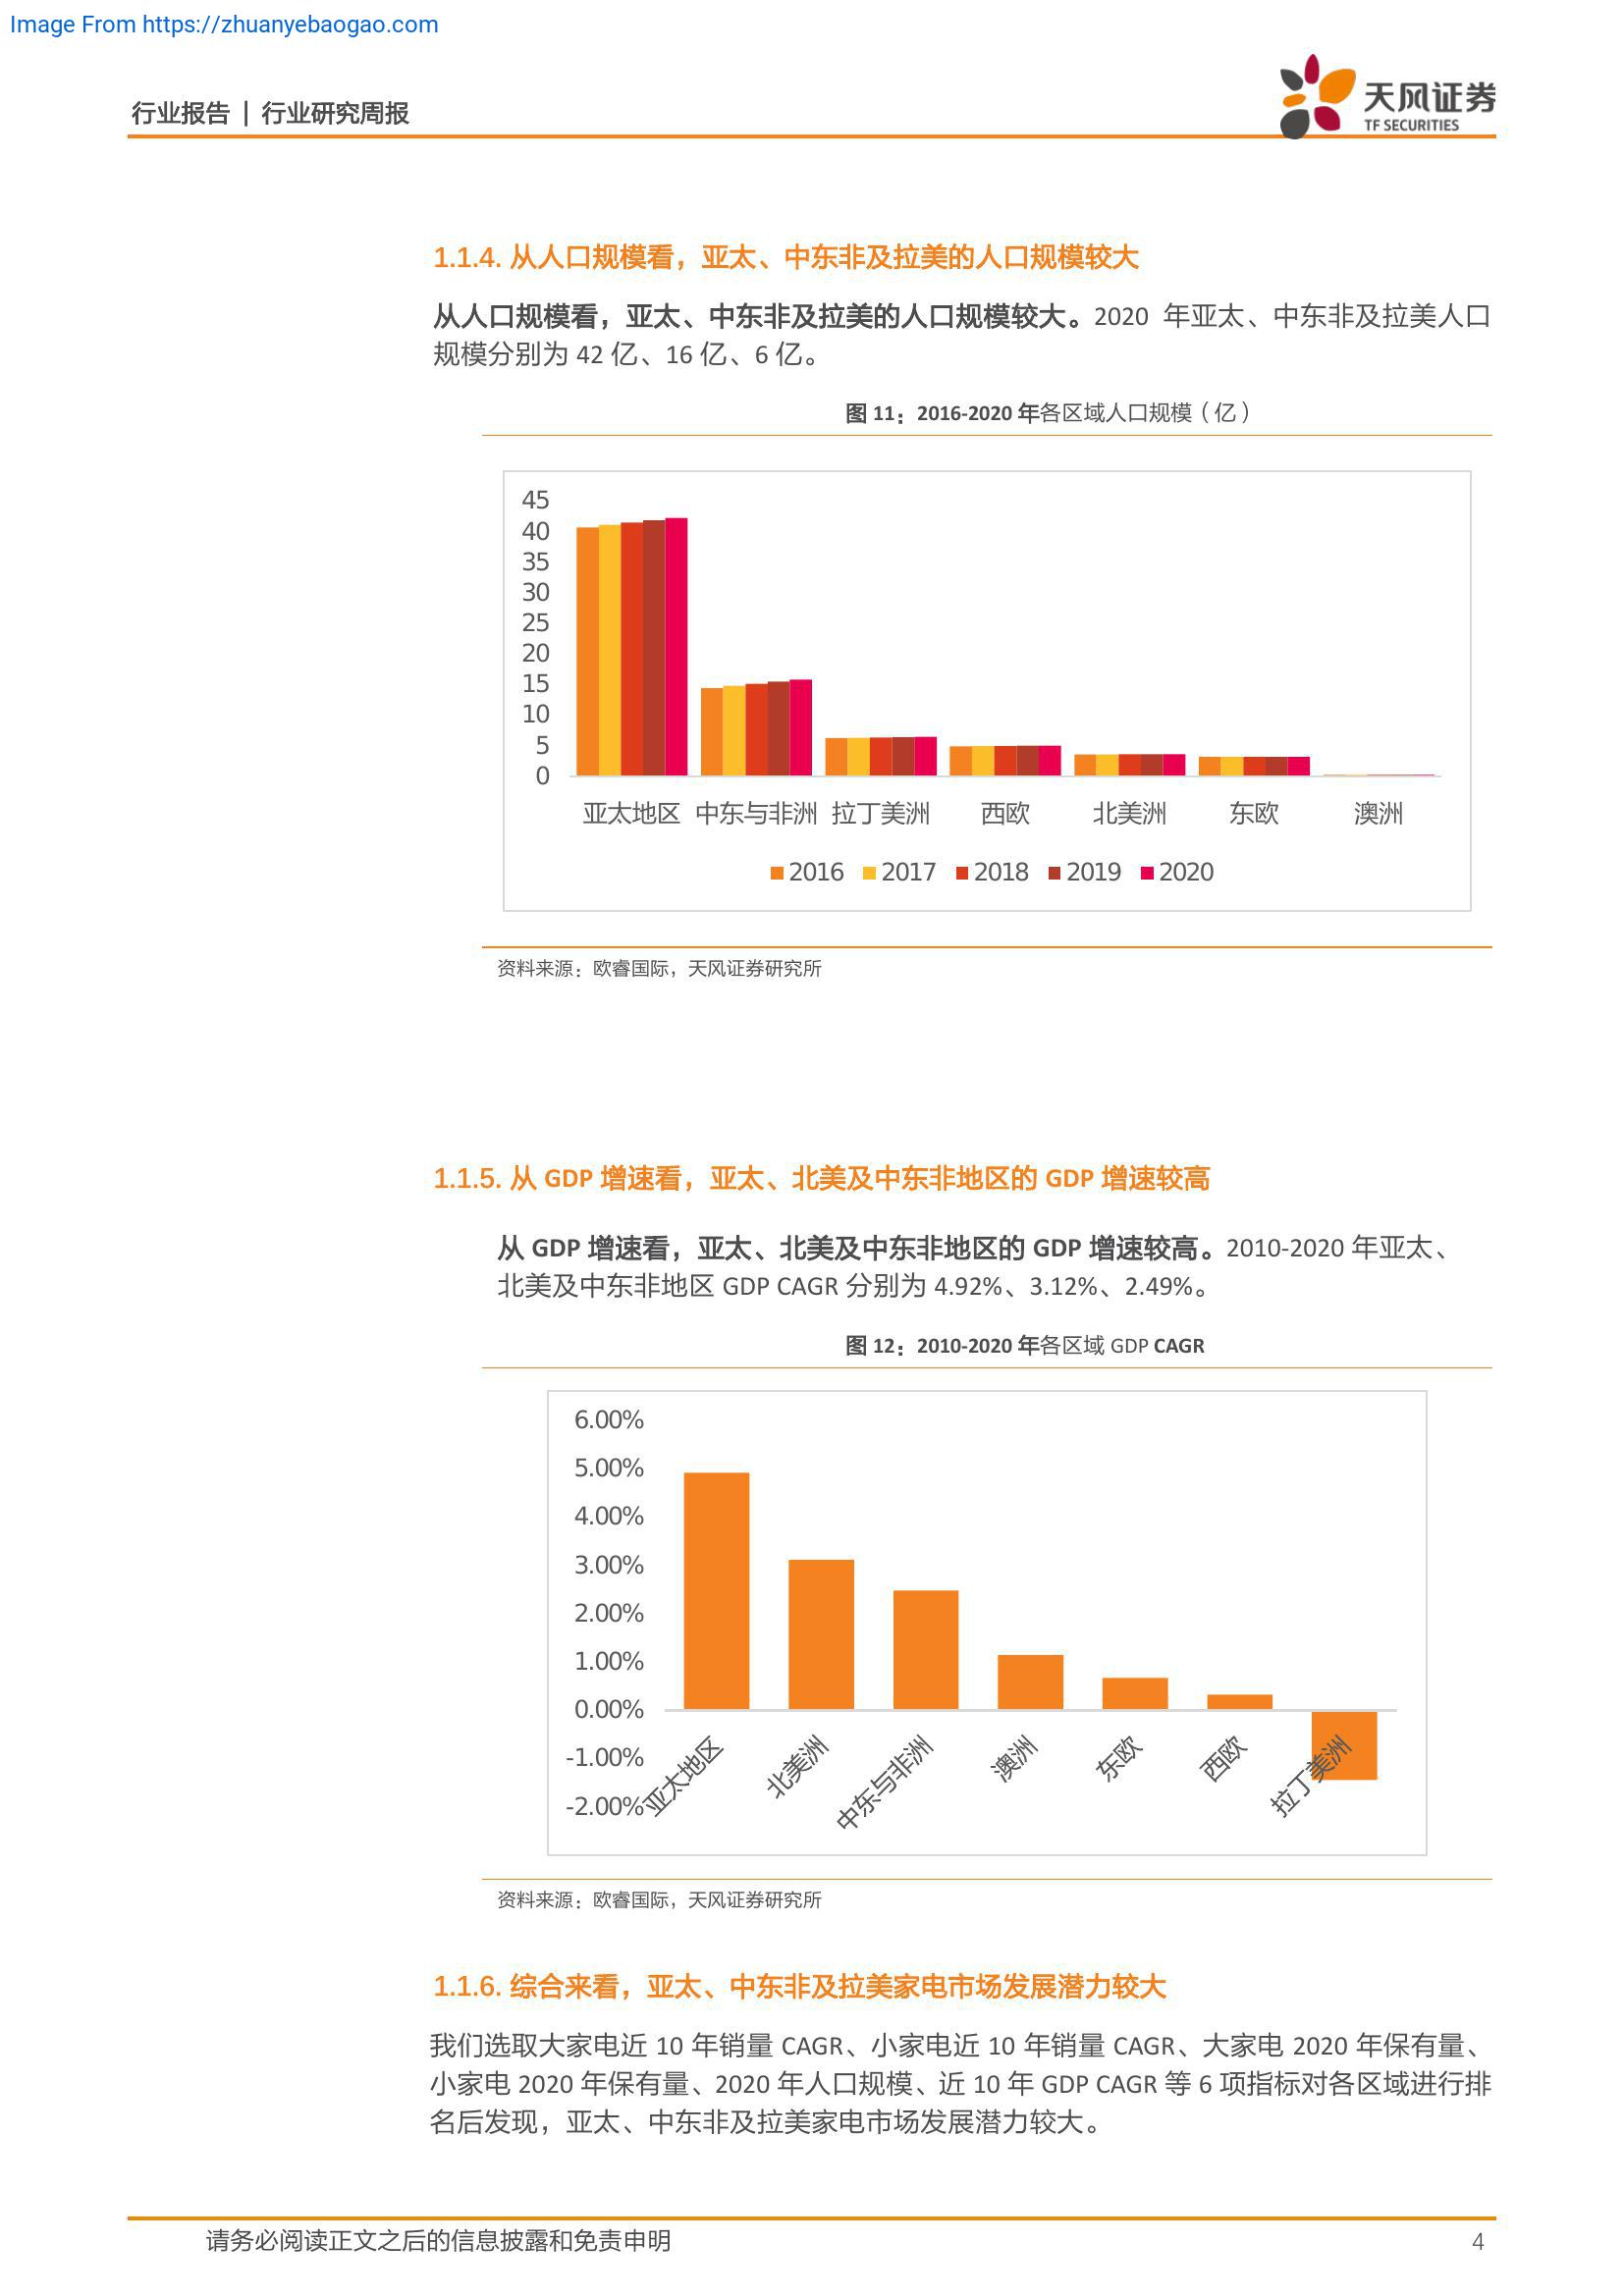 Image From https://zhuanyebaogao.com
行业报告 | 行业研究周报
天风证券
TF SECURITIES
1.1.4. 从人口规模看，亚太、中东非及拉美的人口规模较大
从人口规模看，亚太、中东非及拉美的人口规模较大。2020 年亚太、中东非及拉美人口
规模分别为 42 亿、16 亿、6 亿。
图 11：2016-2020 年各区域人口规模（亿）
45
40
35
30
25
20
15
10
5
0
亚太地区 中东与非洲 拉丁美洲 西欧 北美洲 东欧 澳洲
2016 2017 2018 2019 2020
资料来源：欧睿国际，天风证券研究所
1.1.5. 从 GDP 增速看，亚太、北美及中东非地区的 GDP 增速较高
从 GDP 增速看，亚太、北美及中东非地区的 GDP 增速较高。2010-2020 年亚太、
北美及中东非地区 GDP CAGR 分别为 4.92%、3.12%、2.49%。
图 12：2010-2020 年各区域 GDP CAGR
6.00%
5.00%
4.00%
3.00%
2.00%
1.00%
0.00%
-1.00%
-2.00%
亚太地区 北美洲 中东与非洲 澳洲 东欧 西欧 拉丁美洲
资料来源：欧睿国际，天风证券研究所
1.1.6. 综合来看，亚太、中东非及拉美家电市场发展潜力较大
我们选取大家电近 10 年销量 CAGR、小家电近 10 年销量 CAGR、大家电 2020 年保有量、
小家电 2020 年保有量、2020 年人口规模、近 10 年 GDP CAGR 等 6 项指标对各区域进行排
名后发现，亚太、中东非及拉美家电市场发展潜力较大。
请务必阅读正文之后的信息披露和免责申明
4